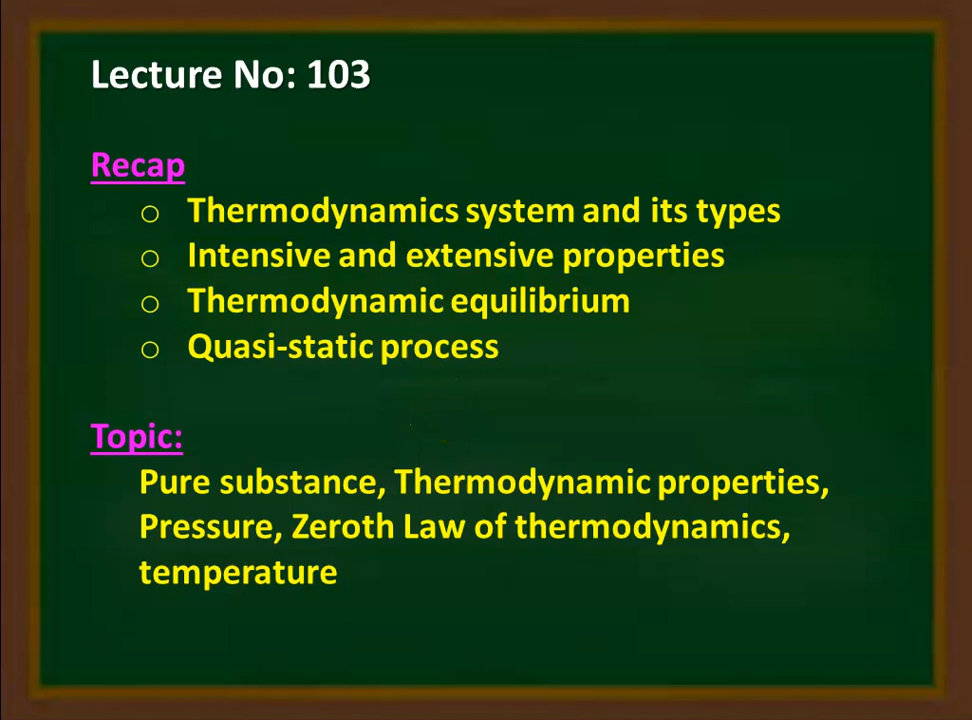 Lecture No: 103
Recap
o Thermodynamics system and its types
o Intensive and extensive properties
o Thermodynamic equilibrium
o Quasi-static process
Topic:
Pure substance, Thermodynamic properties,
Pressure, Zeroth Law of thermodynamics,
temperature